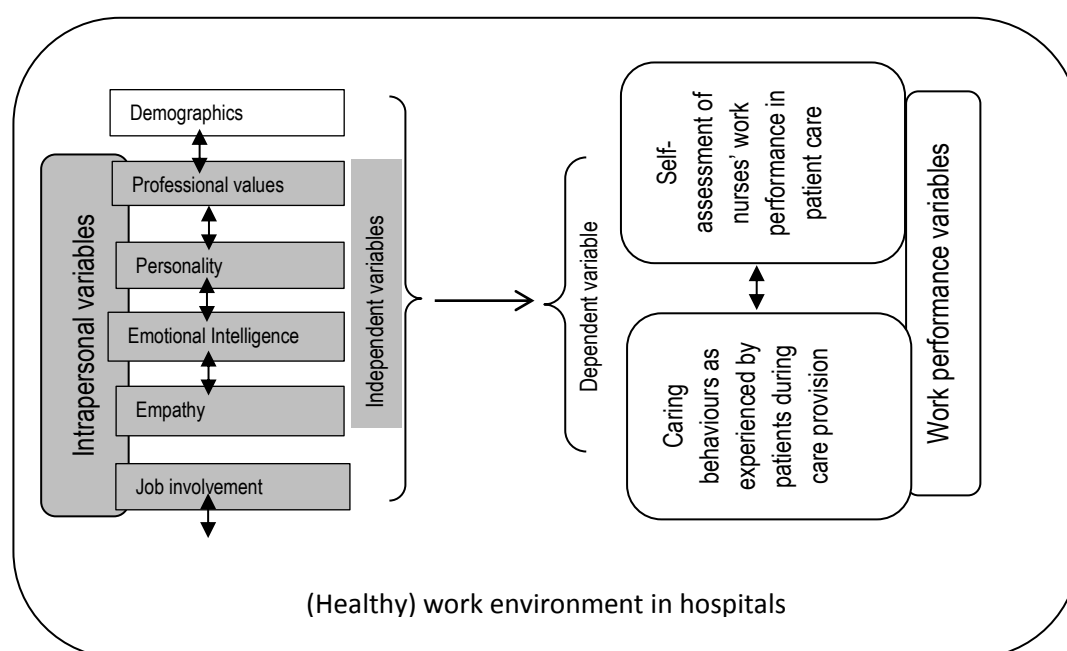 Demographics
Professional values
Personality
Emotional Intelligence
Empathy
Job involvement
Intrapersonal variables
Independent variables
Dependent variable
Self-
assessment of
nurses' work
performance in
patient care
Caring
behaviours as
experienced by
patients during
care provision
Work performance variables
(Healthy) work environment in hospitals